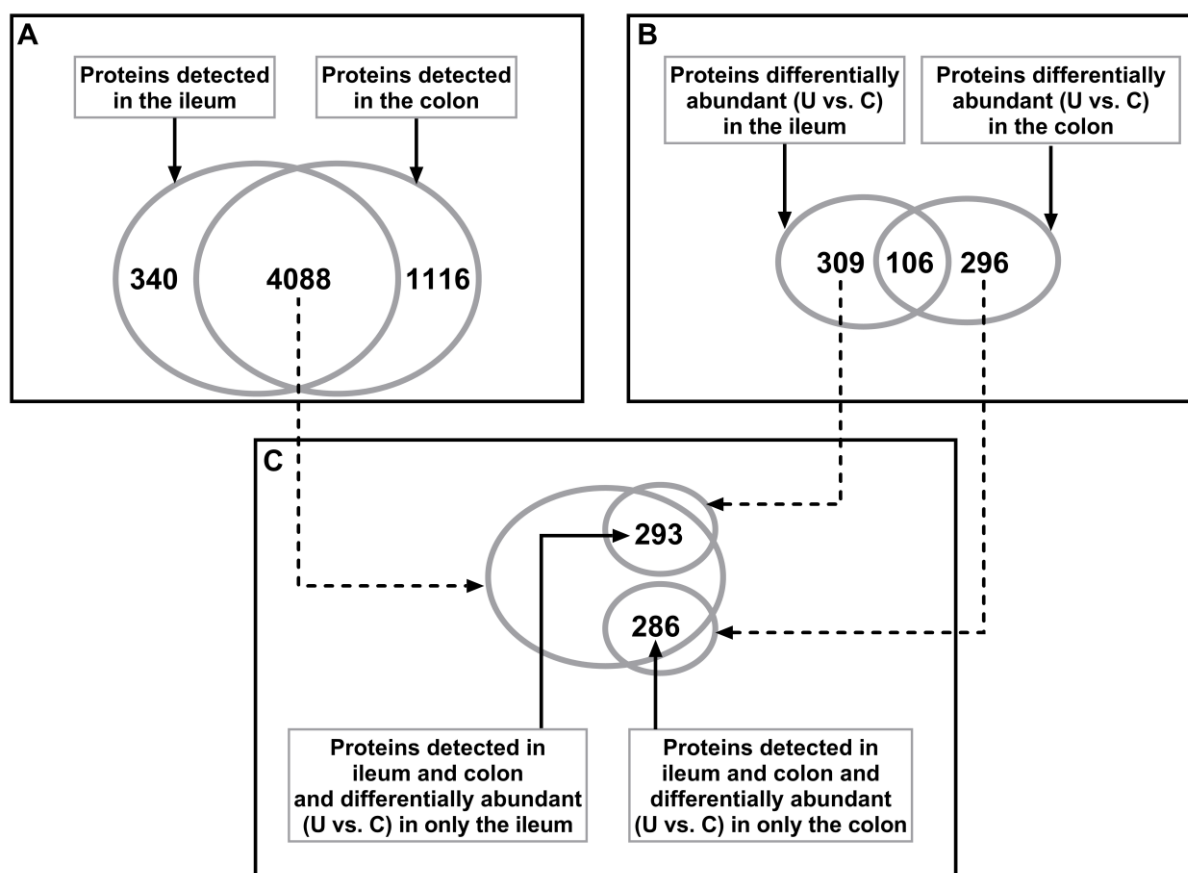 A
Proteins detected
in the ileum
Proteins detected
in the colon
340
4088
1116
B
Proteins differentially
abundant (U vs. C)
in the ileum
Proteins differentially
abundant (U vs. C)
in the colon
309
106
296
C
293
286
Proteins detected in
ileum and colon
and differentially abundant
(U vs. C) in only the ileum
Proteins detected in
ileum and colon and
differentially abundant
(U vs. C) in only the colon